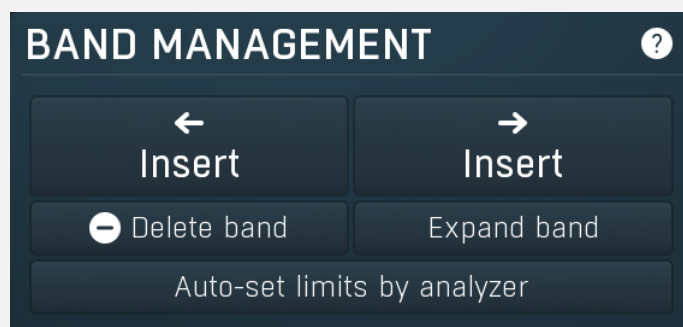 BAND MANAGEMENT ?
← Insert
→ Insert
Delete band
Expand band
Auto-set limits by analyzer